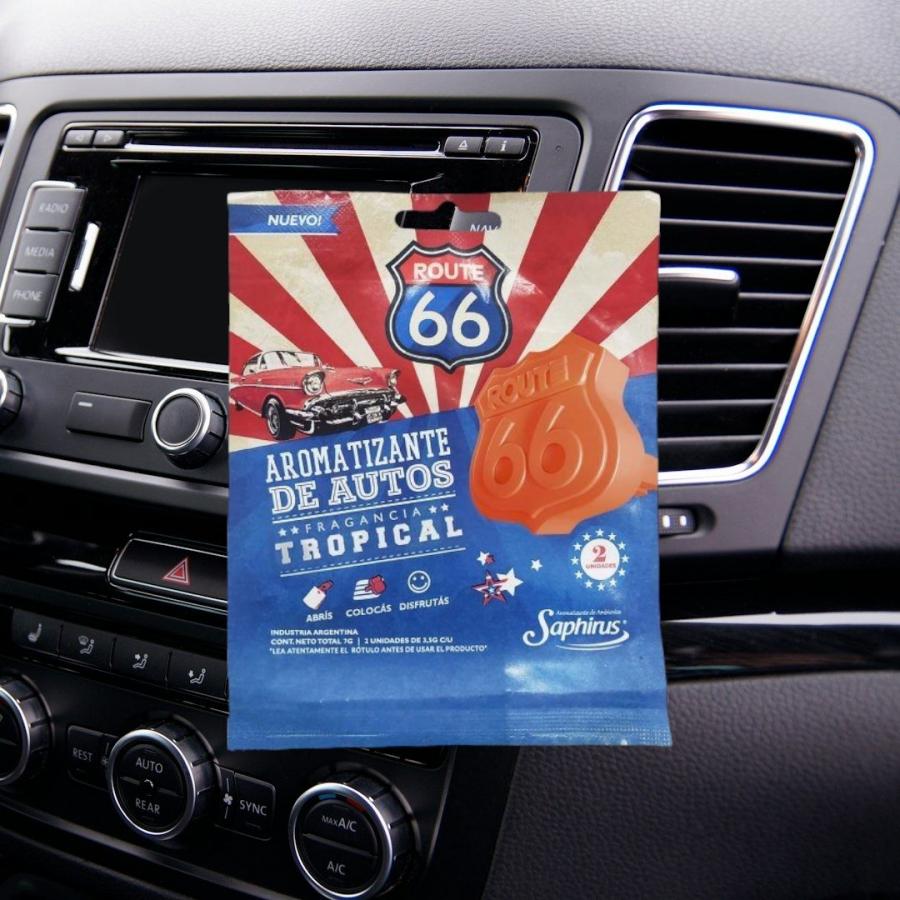 RADIO
MEDIA
PHONE
i
NAV
NUEVO!
ROUTE
66
ROUTE
66
AROMATIZANTE
DE AUTOS
FRAGANCIA
TROPICAL
2
UNIDADES
ABRÍS
COLOCÁS
DISFRUTÁS
Aromatizante de Ambientes
Saphirus®
INDUSTRIA ARGENTINA
CONT. NETO TOTAL 7G | 2 UNIDADES DE 3,5G C/U
*LEA ATENTAMENTE EL RÓTULO ANTES DE USAR EL PRODUCTO*
REST
AUTO
REAR
SYNC
MAX A/C
A/C